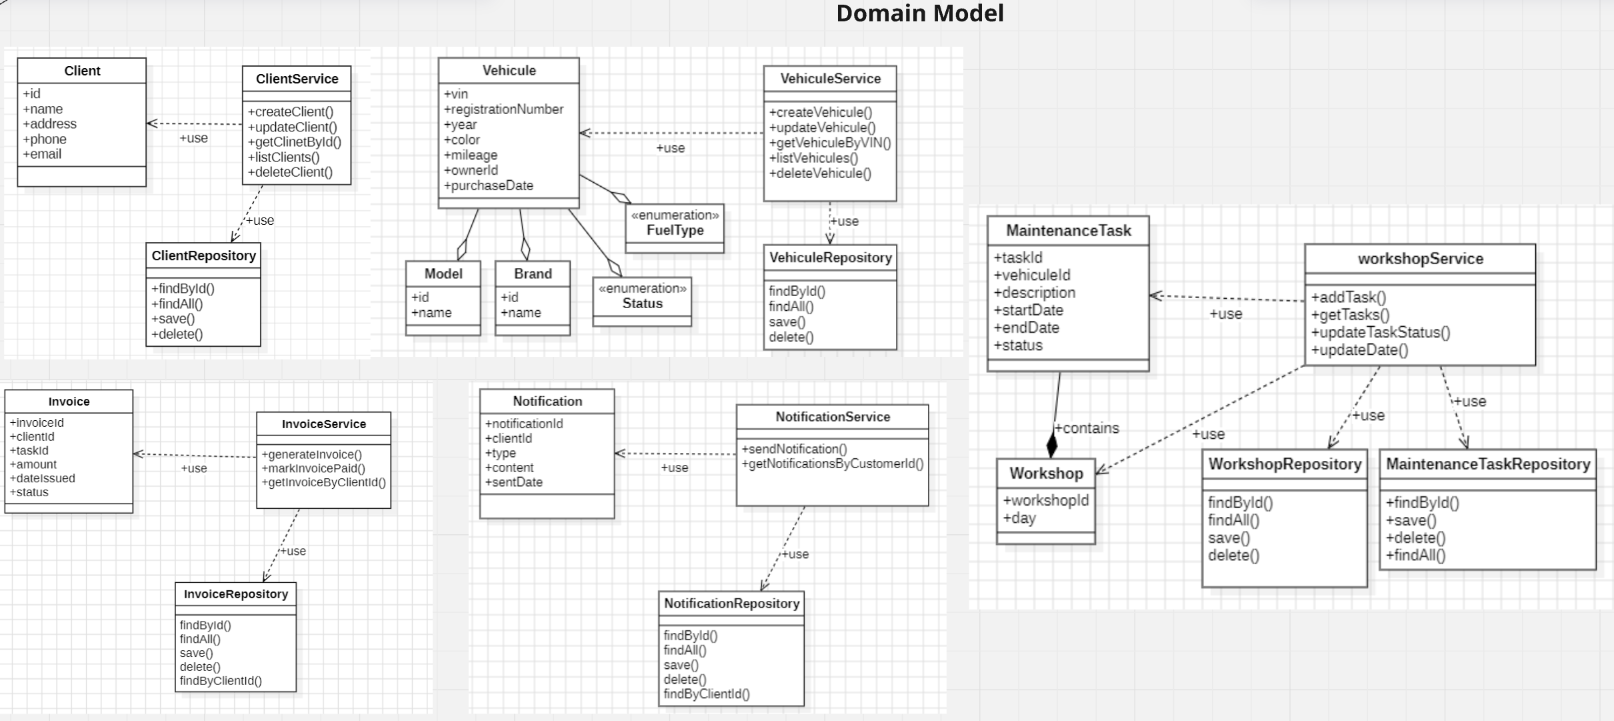 Domain Model
Client
+id
+name
+address
+phone
+email
ClientService
+createClient()
+updateClient()
+getClinetById()
+listClients()
+deleteClient()
+use
+use
ClientRepository
+findById()
+findAll()
+save()
+delete()
Vehicule
+vin
+registrationNumber
+year
+color
+mileage
+ownerId
+purchaseDate
VehiculeService
+createVehicule()
+updateVehicule()
+getVehiculeByVIN()
+listVehicules()
+deleteVehicule()
+use
«enumeration»
FuelType
+use
Model
+id
+name
Brand
+id
+name
«enumeration»
Status
VehiculeRepository
findById()
findAll()
save()
delete()
MaintenanceTask
+taskId
+vehiculeId
+description
+startDate
+endDate
+status
workshopService
+addTask()
+getTasks()
+updateTaskStatus()
+updateDate()
+use
+contains
+use
+use
+use
Workshop
+workshopId
+day
WorkshopRepository
findById()
findAll()
save()
delete()
MaintenanceTaskRepository
+findById()
+save()
+delete()
+findAll()
Invoice
+invoiceId
+clientId
+taskId
+amount
+dateIssued
+status
InvoiceService
+generateInvoice()
+markInvoicePaid()
+getInvoiceByClientId()
+use
+use
InvoiceRepository
findById()
findAll()
save()
delete()
findByClientId()
Notification
+notificationId
+clientId
+type
+content
+sentDate
NotificationService
+sendNotification()
+getNotificationsByCustomerId()
+use
+use
NotificationRepository
findById()
findAll()
save()
delete()
findByClientId()